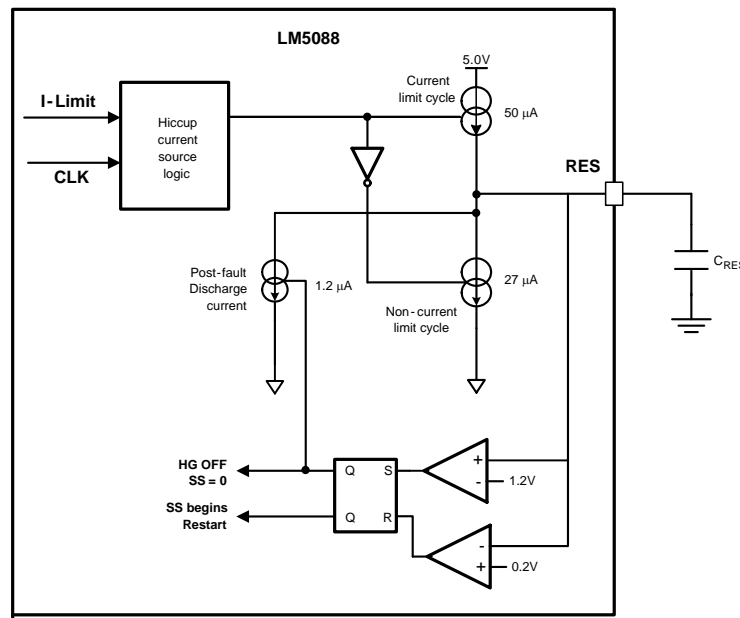 LM5088
5.0V
Current
limit cycle
50 µA
I-Limit
CLK
Hiccup
current
source
logic
RES
CRES
Post-fault
Discharge
current
1.2 µA
27 µA
Non-current
limit cycle
HG OFF
SS = 0
SS begins
Restart
Q
S
Q
R
+
-
1.2V
-
+
0.2V